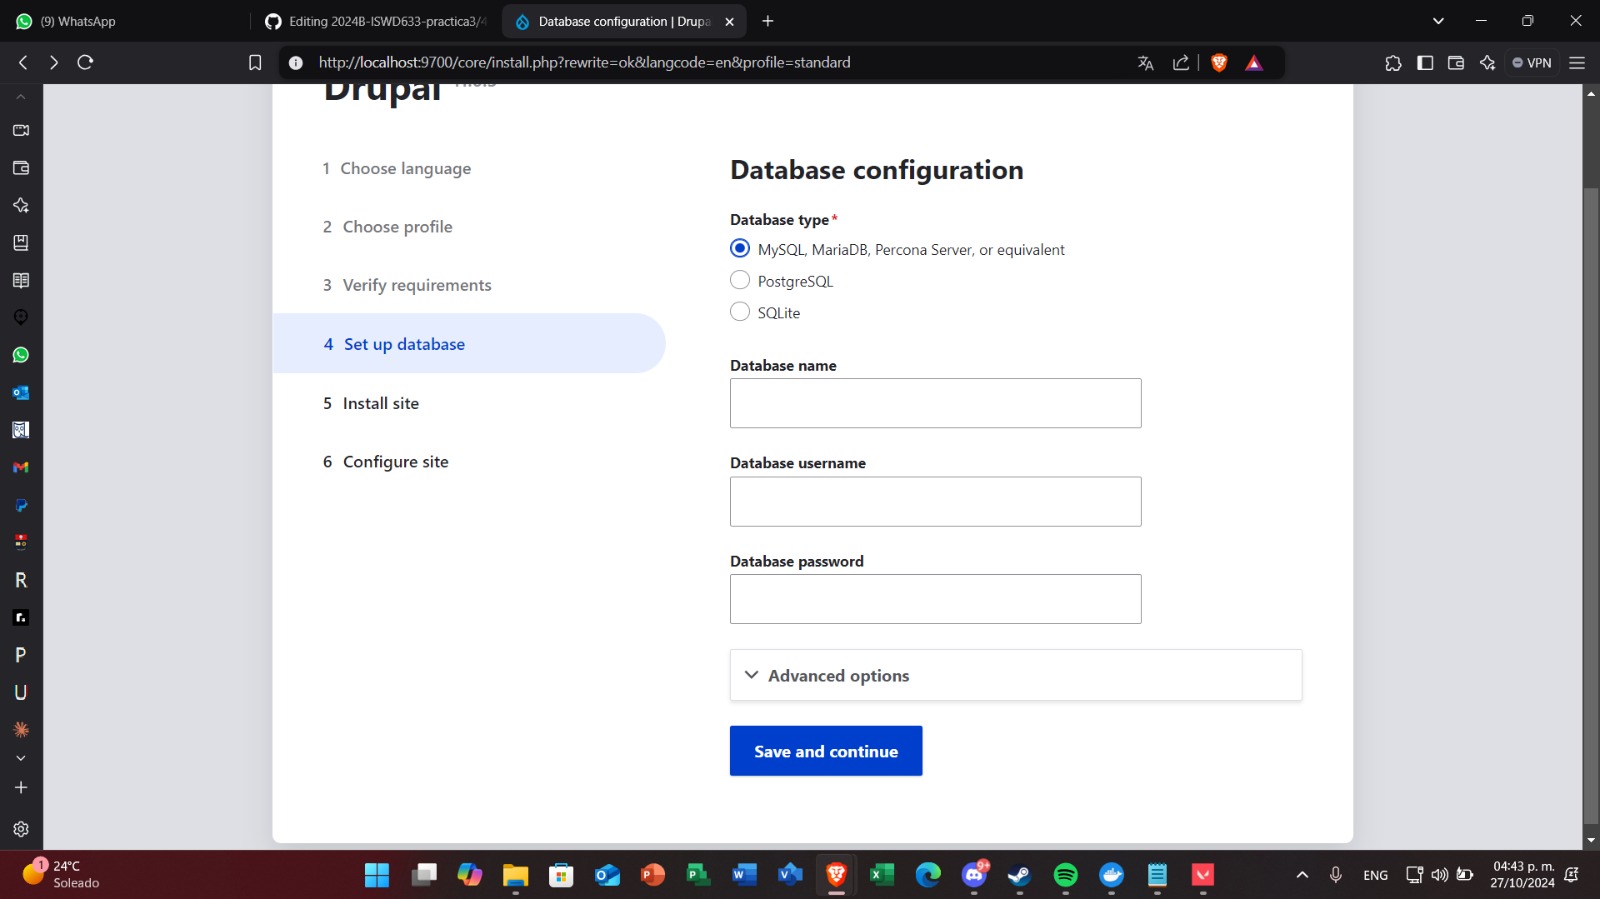 (9) WhatsApp
Editing 2024B-ISWD633-practica3/4
Database configuration | Drupa
http://localhost:9700/core/install.php?rewrite=ok&langcode=en&profile=standard
VPN
Drupal
1 Choose language
2 Choose profile
3 Verify requirements
4 Set up database
5 Install site
6 Configure site
Database configuration
Database type*
MySQL, MariaDB, Percona Server, or equivalent
PostgreSQL
SQLite
Database name
Database username
Database password
Advanced options
Save and continue
R
P
U
1
24°C
Soleado
9+
ENG
04:43 p. m.
27/10/2024